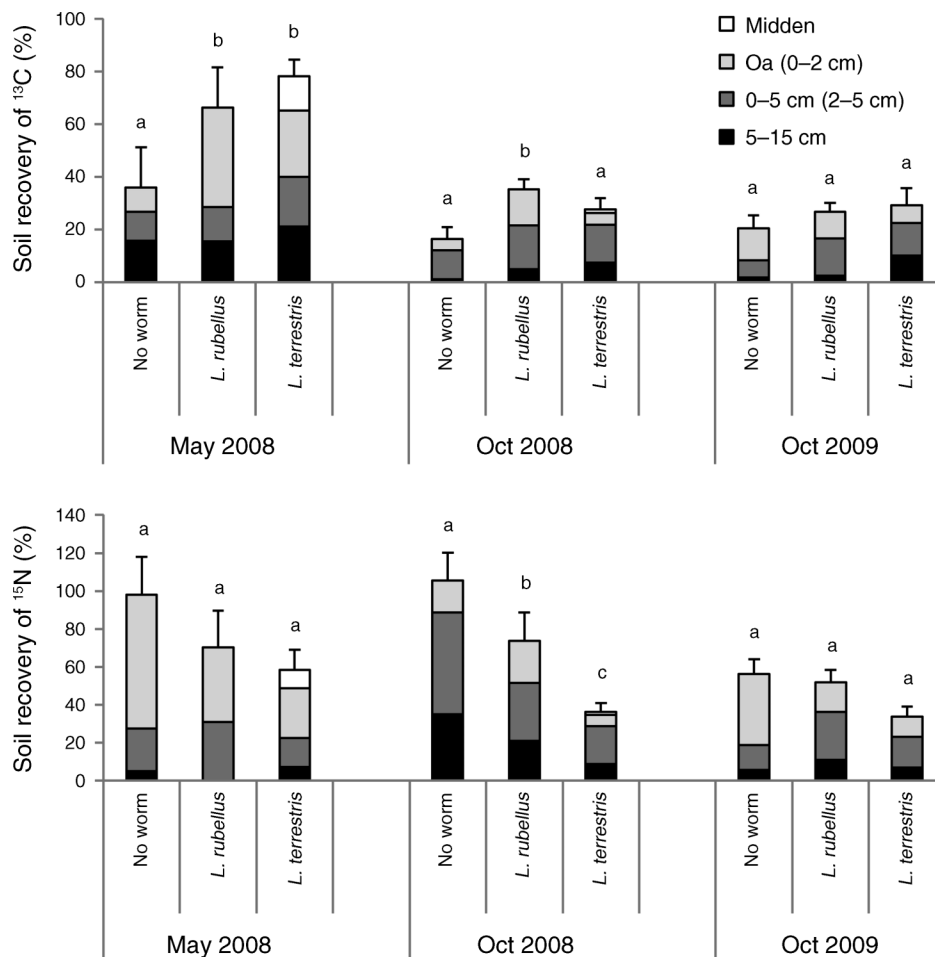 Soil recovery of ¹³C (%)
100
80
60
40
20
0
a
b
b
a
b
a
a
a
a
Midden
Oa (0–2 cm)
0–5 cm (2–5 cm)
5–15 cm
No worm
L. rubellus
L. terrestris
No worm
L. rubellus
L. terrestris
No worm
L. rubellus
L. terrestris
May 2008
Oct 2008
Oct 2009
Soil recovery of ¹⁵N (%)
140
120
100
80
60
40
20
0
a
a
a
a
b
c
a
a
a
No worm
L. rubellus
L. terrestris
No worm
L. rubellus
L. terrestris
No worm
L. rubellus
L. terrestris
May 2008
Oct 2008
Oct 2009